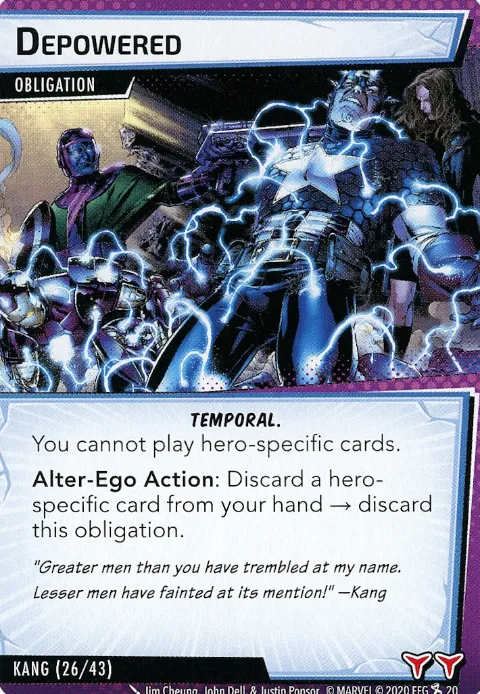 DEPOWERED
OBLIGATION
TEMPORAL.
You cannot play hero-specific cards.
Alter-Ego Action: Discard a hero-
specific card from your hand → discard
this obligation.
"Greater men than you have trembled at my name.
Lesser men have fainted at its mention!" —Kang
KANG (26/43)
Jim Cheung, John Dell, & Justin Ponsor © MARVEL © 2020 FFG 20